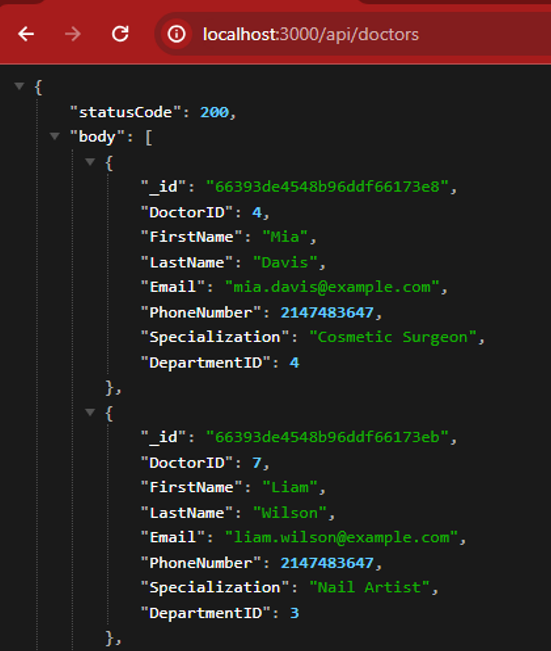 localhost:3000/api/doctors
{
"statusCode": 200,
"body": [
{
"_id": "66393de4548b96ddf66173e8",
"DoctorID": 4,
"FirstName": "Mia",
"LastName": "Davis",
"Email": "mia.davis@example.com",
"PhoneNumber": 2147483647,
"Specialization": "Cosmetic Surgeon",
"DepartmentID": 4
},
{
"_id": "66393de4548b96ddf66173eb",
"DoctorID": 7,
"FirstName": "Liam",
"LastName": "Wilson",
"Email": "liam.wilson@example.com",
"PhoneNumber": 2147483647,
"Specialization": "Nail Artist",
"DepartmentID": 3
},